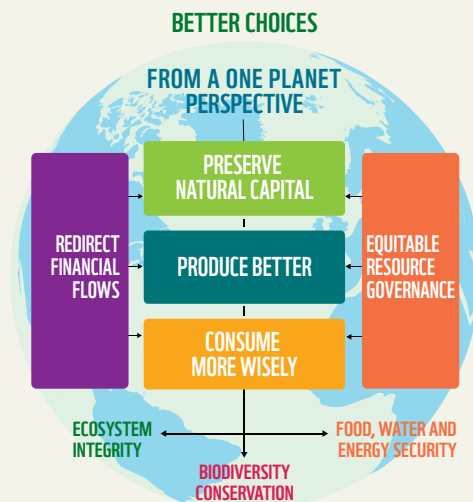 BETTER CHOICES
FROM A ONE PLANET
PERSPECTIVE
PRESERVE
NATURAL CAPITAL
REDIRECT
FINANCIAL
FLOWS
PRODUCE BETTER
EQUITABLE
RESOURCE
GOVERNANCE
CONSUME
MORE WISELY
ECOSYSTEM
INTEGRITY
BIODIVERSITY
CONSERVATION
FOOD, WATER AND
ENERGY SECURITY